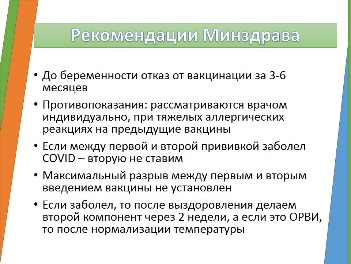 Рекомендации Минздрава
• До беременности отказ от вакцинации за 3-6
месяцев
• Противопоказания: рассматриваются врачом
индивидуально, при тяжелых аллергических
реакциях на предыдущие вакцины
• Если между первой и второй прививкой заболел
COVID – вторую не ставим
• Максимальный разрыв между первым и вторым
введением вакцины не установлен
• Если заболел, то после выздоровления делаем
второй компонент через 2 недели, а если это ОРВИ,
то после нормализации температуры